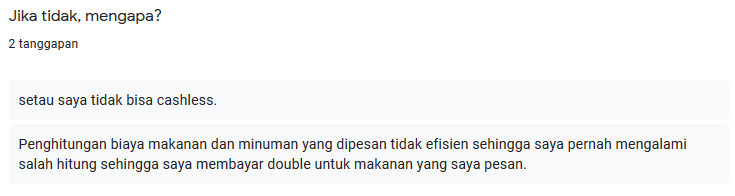 Jika tidak, mengapa?
2 tanggapan
setau saya tidak bisa cashless.
Penghitungan biaya makanan dan minuman yang dipesan tidak efisien sehingga saya pernah mengalami
salah hitung sehingga saya membayar double untuk makanan yang saya pesan.